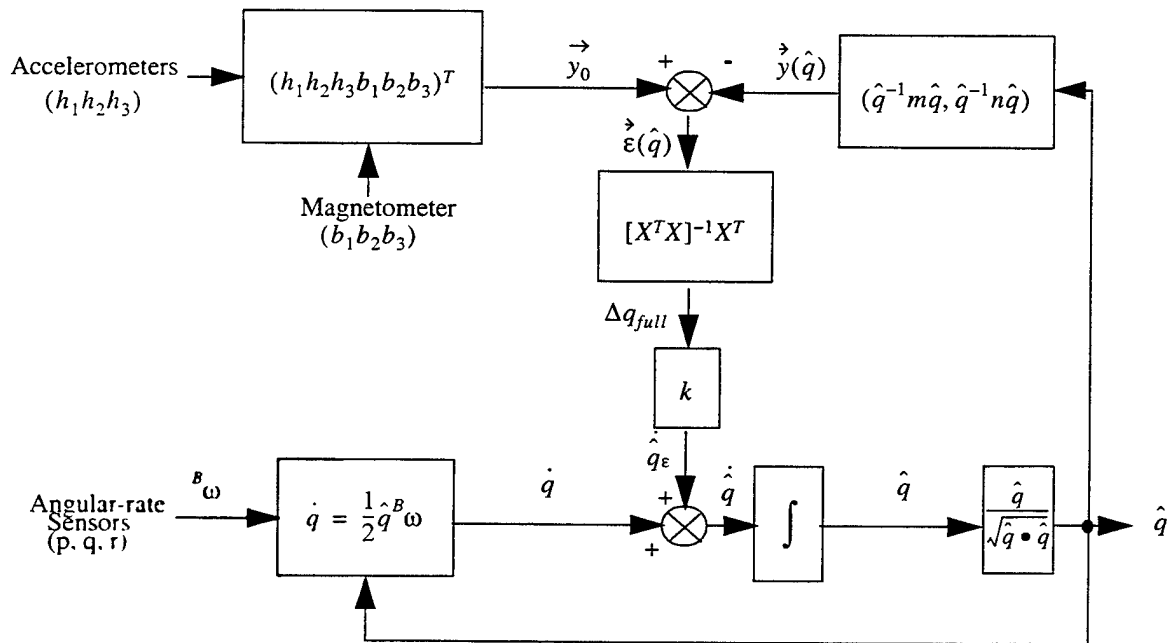 Accelerometers
(h₁h₂h₃)
(h₁h₂h₃b₁b₂b₃)ᵀ
y⃗₀
+
-
y⃗(q̂)
(q̂⁻¹mq̂, q̂⁻¹nq̂)
ε⃗(q̂)
Magnetometer
(b₁b₂b₃)
[XᵀX]⁻¹Xᵀ
Δq_full
k
q̂̇_ε
Angular-rate
Sensors
(p, q, r)
ᴮω
q̇ = ½q̂ᴮω
q̇
+
+
q̂̇
∫
q̂
q̂/√(q̂ • q̂)
q̂